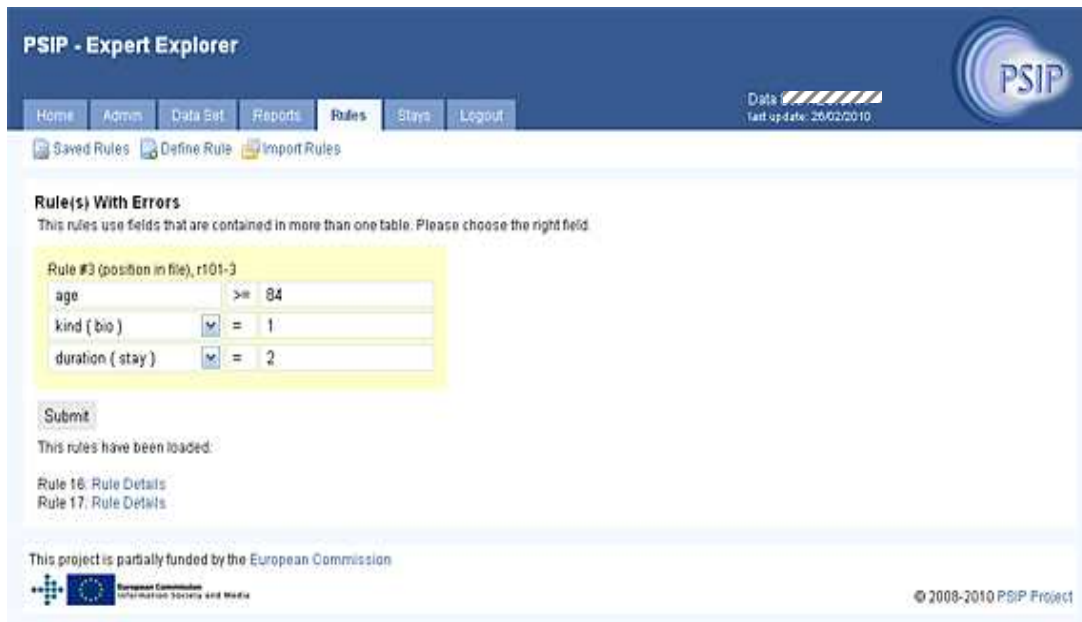 PSIP - Expert Explorer
PSIP
Home Admin Data Set Reports Rules Stays Logout
Data
last update: 26/02/2010
Saved Rules Define Rule Import Rules
Rule(s) With Errors
This rules use fields that are contained in more than one table. Please choose the right field.
Rule #3 (position in file), r101-3
age >= 84
kind ( bio ) = 1
duration ( stay ) = 2
Submit
This rules have been loaded:
Rule 16: Rule Details
Rule 17: Rule Details
This project is partially funded by the European Commission
European Commission
Information Society and Media
© 2008-2010 PSIP Project